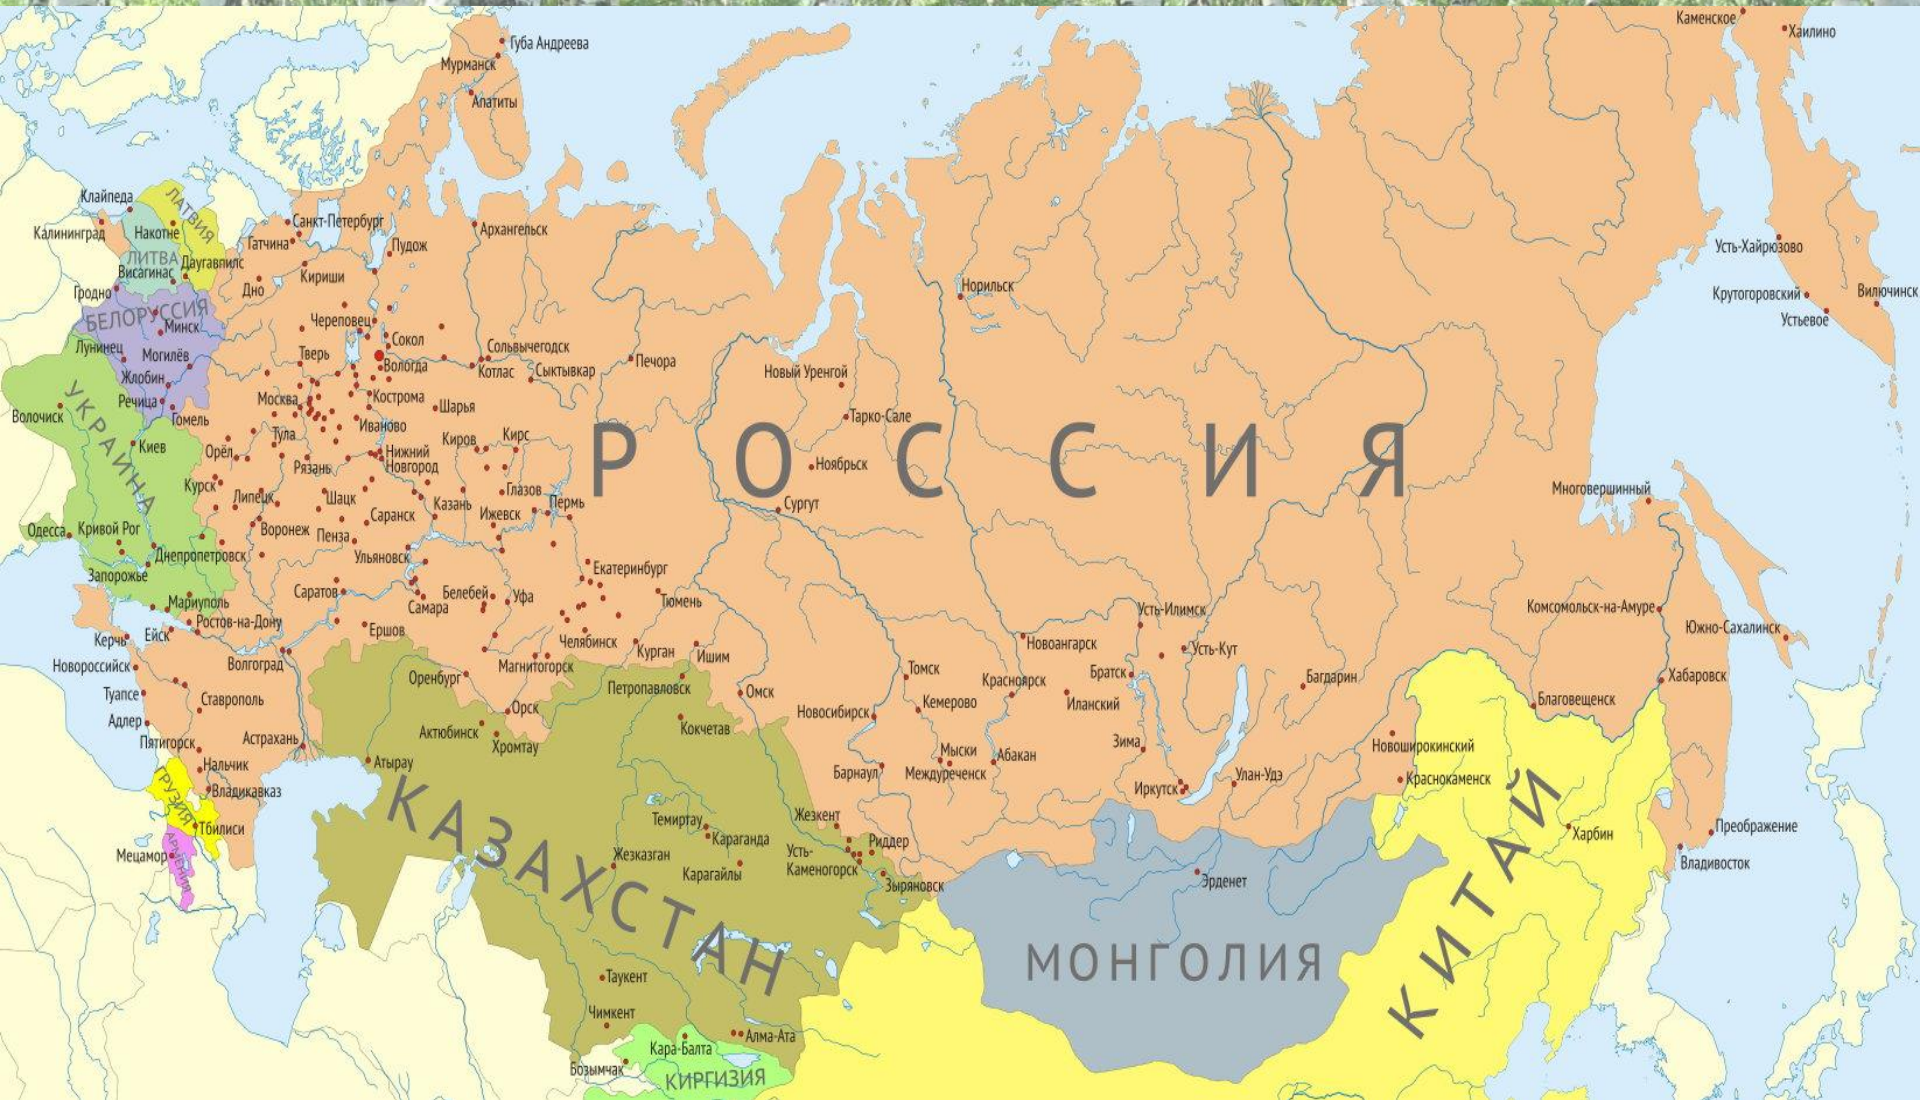 Каменское
Хаилино
Губа Андреева
Мурманск
Апатиты
Клайпеда
ЛАТВИЯ
Калининград
Накотне
Санкт-Петербург
Гатчина
Пудож
Архангельск
ЛИТВА
Висагинас
Даугавпилс
Кириши
Усть-Хайрюзово
Гродно
Дно
Норильск
Крутогоровский
Вилючинск
БЕЛОРУССИЯ
Минск
Череповец
Устьевое
Лунинец
Могилёв
Тверь
Сокол
Вологда
Сольвычегодск
Котлас
Сыктывкар
Печора
Новый Уренгой
Жлобин
Речица
Гомель
Москва
Кострома
Шарья
Тарко-Сале
УКРАИНА
Волочиск
Киев
Орёл
Тула
Иваново
Киров
Кирс
РОССИЯ
Рязань
Нижний
Новгород
Ноябрьск
Курск
Липецк
Шацк
Казань
Глазов
Пермь
Сургут
Многовершинный
Одесса
Кривой Рог
Воронеж
Пенза
Саранск
Ижевск
Днепропетровск
Ульяновск
Запорожье
Екатеринбург
Мариуполь
Саратов
Самара
Белебей
Уфа
Тюмень
Усть-Илимск
Комсомольск-на-Амуре
Южно-Сахалинск
Ростов-на-Дону
Керчь
Ейск
Ершов
Челябинск
Курган
Ишим
Новоангарск
Усть-Кут
Новороссийск
Волгоград
Оренбург
Магнитогорск
Петропавловск
Омск
Томск
Красноярск
Братск
Багдарин
Хабаровск
Туапсе
Ставрополь
Орск
Новосибирск
Кемерово
Иланский
Благовещенск
Адлер
Актюбинск
Кокчетав
Пятигорск
Астрахань
Хромтау
Мыски
Абакан
Зима
Новоширокинский
Нальчик
Атырау
Барнаул
Междуреченск
Иркутск
Улан-Удэ
Краснокаменск
ГРУЗИЯ
Владикавказ
КАЗАХСТАН
Тбилиси
Темиртау
Караганда
Жезкент
Риддер
Харбин
Преображение
АРМЕНИЯ
Мецамор
Жезказган
Карагайлы
Усть-
Каменогорск
Зыряновск
Эрденет
Владивосток
КИТАЙ
МОНГОЛИЯ
Таукент
Чимкент
Кара-Балта
Алма-Ата
Бозымчак
КИРГИЗИЯ